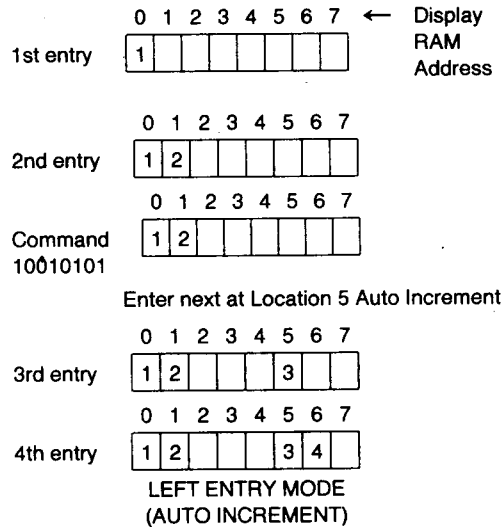 0 1 2 3 4 5 6 7 ← Display
RAM
Address
1st entry 1
0 1 2 3 4 5 6 7
2nd entry 1 2
0 1 2 3 4 5 6 7
Command 1 2
10010101
Enter next at Location 5 Auto Increment
0 1 2 3 4 5 6 7
3rd entry 1 2 3
0 1 2 3 4 5 6 7
4th entry 1 2 3 4
LEFT ENTRY MODE
(AUTO INCREMENT)